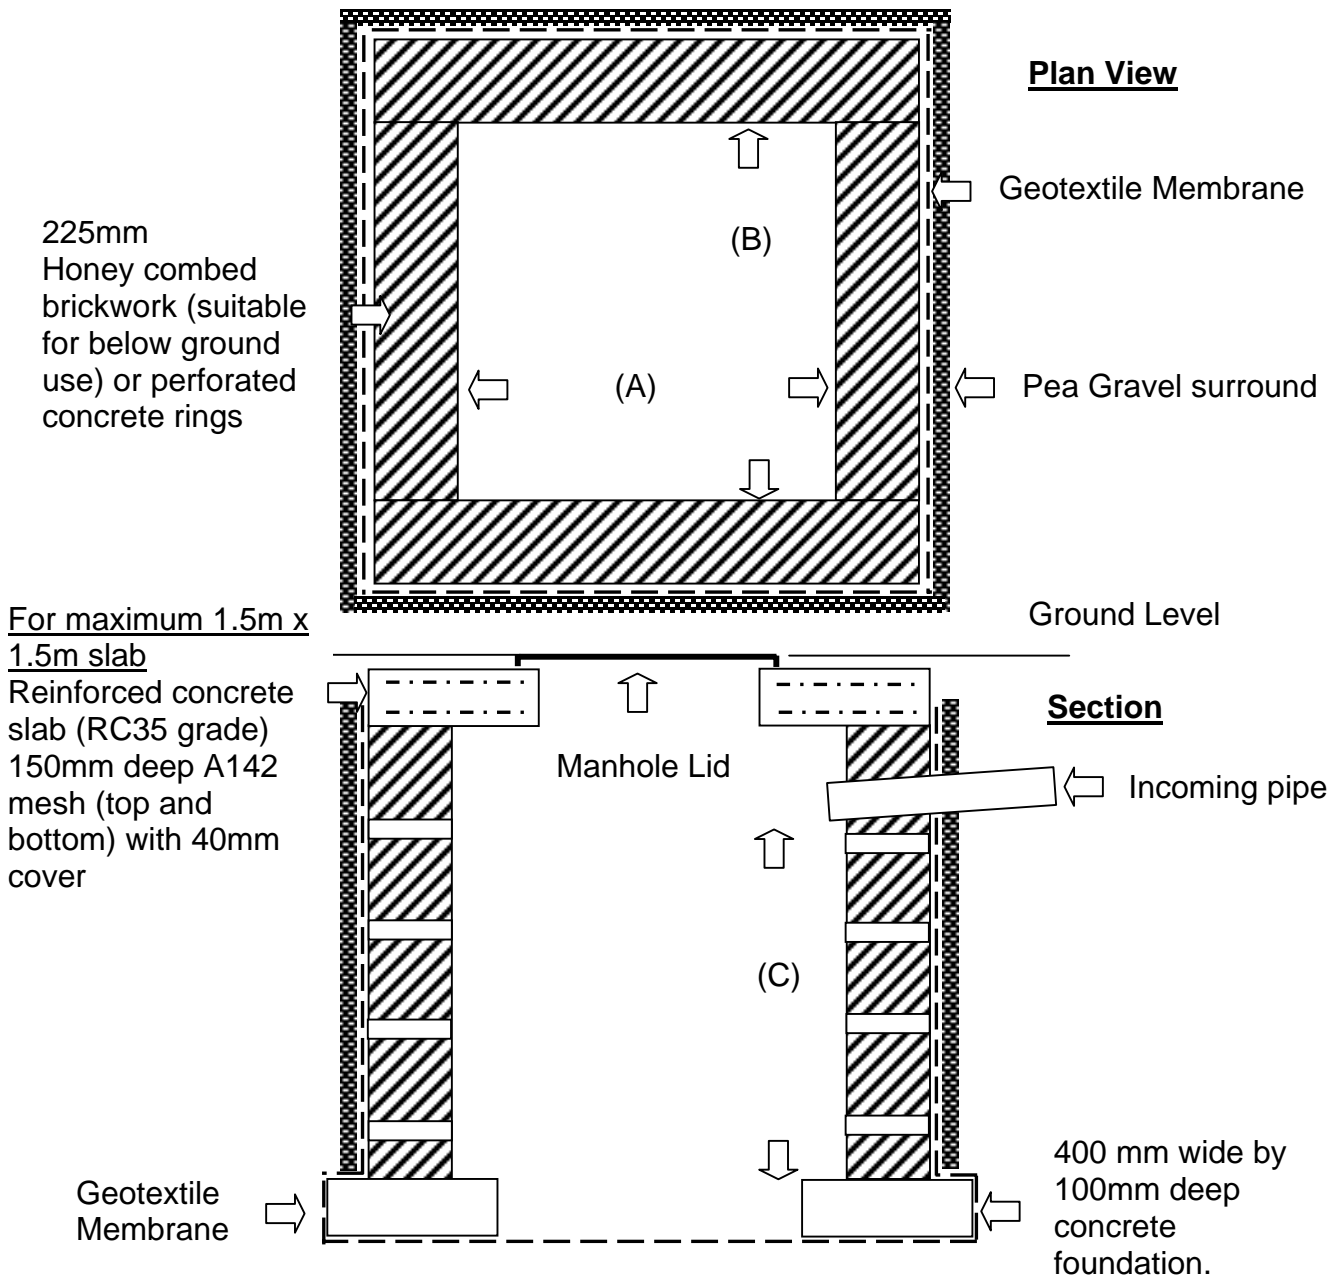 Plan View
Geotextile Membrane
225mm
Honey combed
brickwork (suitable
for below ground
use) or perforated
concrete rings
(B)
(A)
Pea Gravel surround
Ground Level
For maximum 1.5m x
1.5m slab
Reinforced concrete
slab (RC35 grade)
150mm deep A142
mesh (top and
bottom) with 40mm
cover
Section
Manhole Lid
Incoming pipe
(C)
Geotextile
Membrane
400 mm wide by
100mm deep
concrete
foundation.